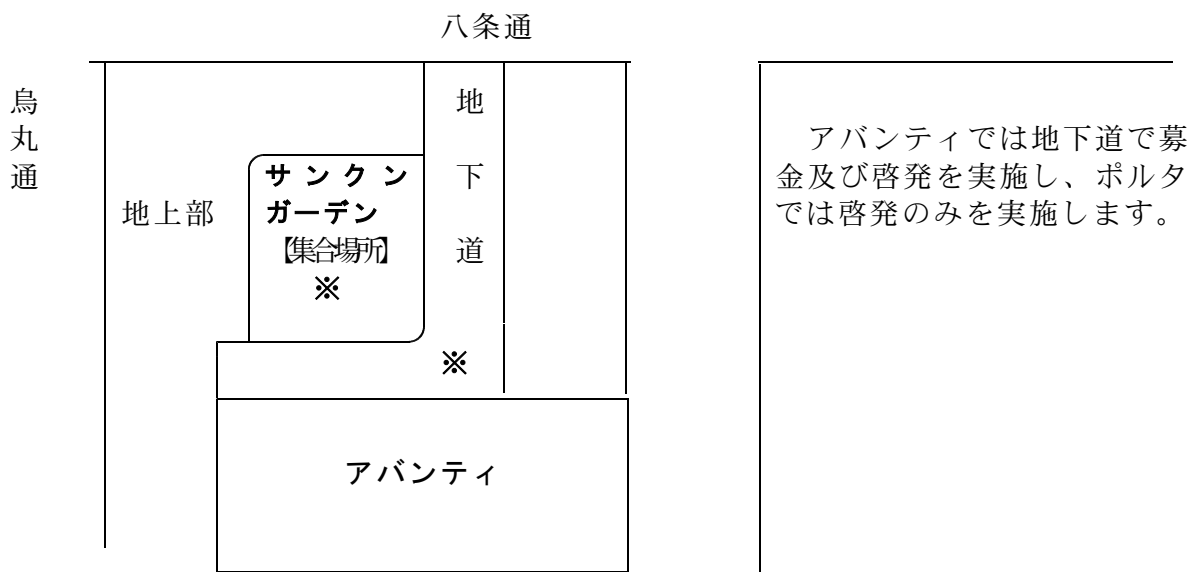 八条通
烏丸通
地上部
サンクン
ガーデン
【集合場所】
※
地下道
※
アバンティ
アバンティでは地下道で募
金及び啓発を実施し、ポルタ
では啓発のみを実施します。